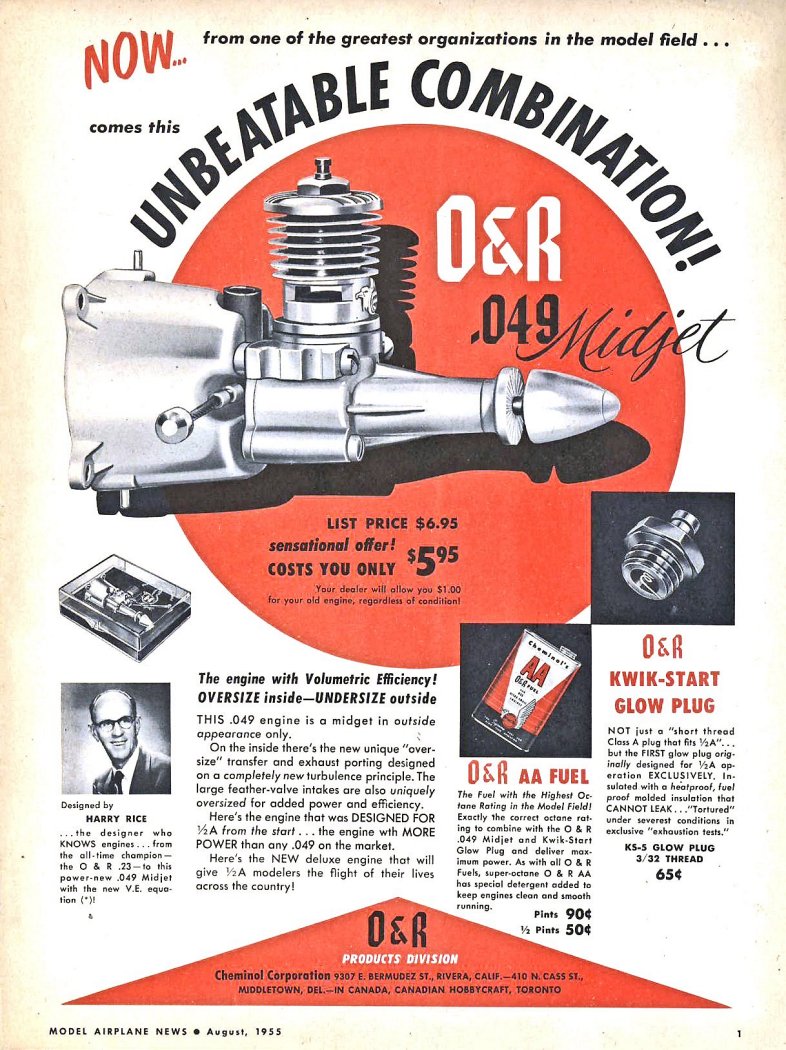 NOW...
from one of the greatest organizations in the model field . . .
comes this
UNBEATABLE COMBINATION!
O&R
.049 Midjet
LIST PRICE $6.95
sensational offer!
COSTS YOU ONLY $5 95
Your dealer will allow you $1.00
for your old engine, regardless of condition!
The engine with Volumetric Efficiency!
OVERSIZE inside—UNDERSIZE outside
THIS .049 engine is a midget in outside
appearance only.
On the inside there's the new unique "over-
size" transfer and exhaust porting designed
on a completely new turbulence principle. The
large feather-valve intakes are also uniquely
oversized for added power and efficiency.
Here's the engine that was DESIGNED FOR
½A from the start . . . the engine wth MORE
POWER than any .049 on the market.
Here's the NEW deluxe engine that will
give ½A modelers the flight of their lives
across the country!
Designed by
HARRY RICE
. . . the designer who
KNOWS engines . . . from
the all-time champion—
the O & R .23—to this
power-new .049 Midjet
with the new V.E. equa-
tion (*)!
Cheminol's
AA
O&R FUEL
O&R AA FUEL
The Fuel with the Highest Oc-
tane Rating in the Model Field!
Exactly the correct octane rat-
ing to combine with the O & R
.049 Midjet and Kwik-Start
Glow Plug and deliver max-
imum power. As with all O & R
Fuels, super-octane O & R AA
has special detergent added to
keep engines clean and smooth
running.
Pints 90¢
½ Pints 50¢
O&R
KWIK-START
GLOW PLUG
NOT just a "short thread
Class A plug that fits ½A"...
but the FIRST glow plug orig-
inally designed for ½A op-
eration EXCLUSIVELY. In-
sulated with a heatproof, fuel
proof molded insulation that
CANNOT LEAK . . ."Tortured"
under severest conditions in
exclusive "exhaustion tests."
KS-5 GLOW PLUG
3/32 THREAD
65¢
O&R
PRODUCTS DIVISION
Cheminol Corporation 9307 E. BERMUDEZ ST., RIVERA, CALIF.—410 N. CASS ST.,
MIDDLETOWN, DEL.—IN CANADA, CANADIAN HOBBYCRAFT, TORONTO
MODEL AIRPLANE NEWS ● August, 1955
1